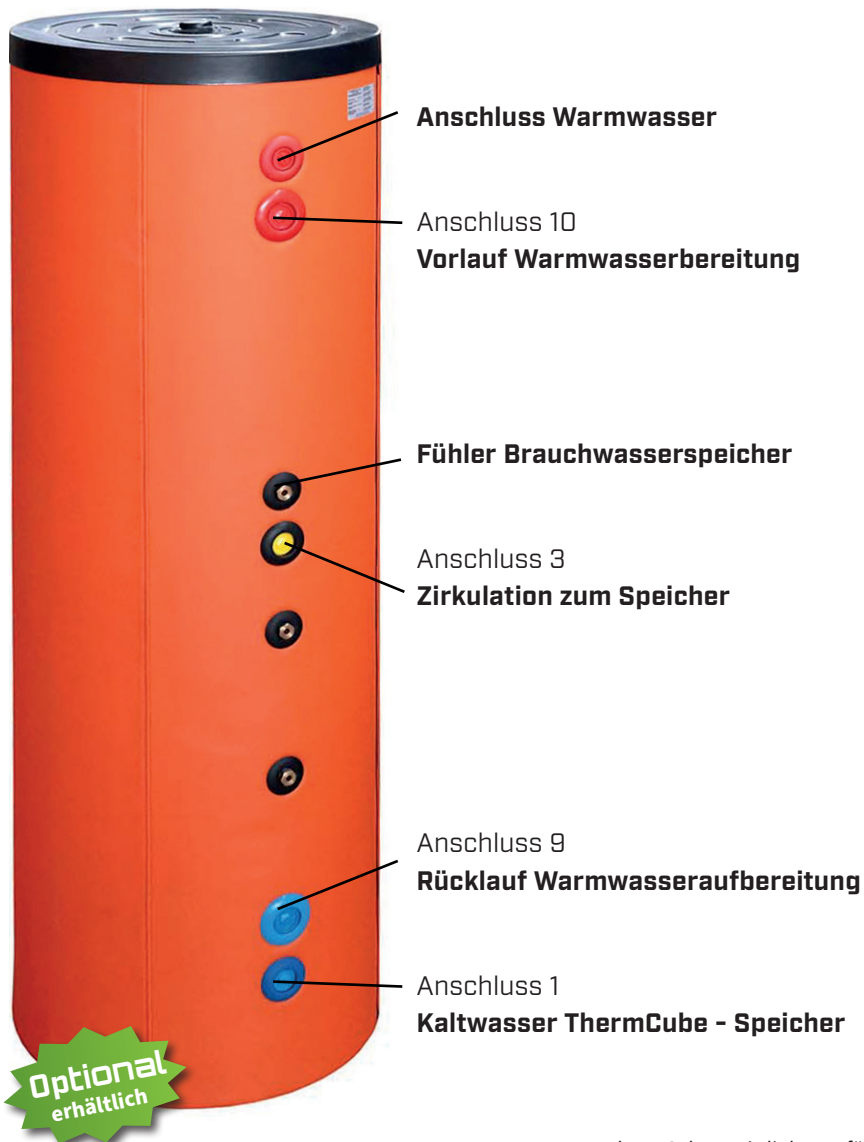 Anschluss Warmwasser
Anschluss 10
Vorlauf Warmwasserbereitung
Fühler Brauchwasserspeicher
Anschluss 3
Zirkulation zum Speicher
Anschluss 9
Rücklauf Warmwasseraufbereitung
Anschluss 1
Kaltwasser ThermCube - Speicher
Optional
erhältlich